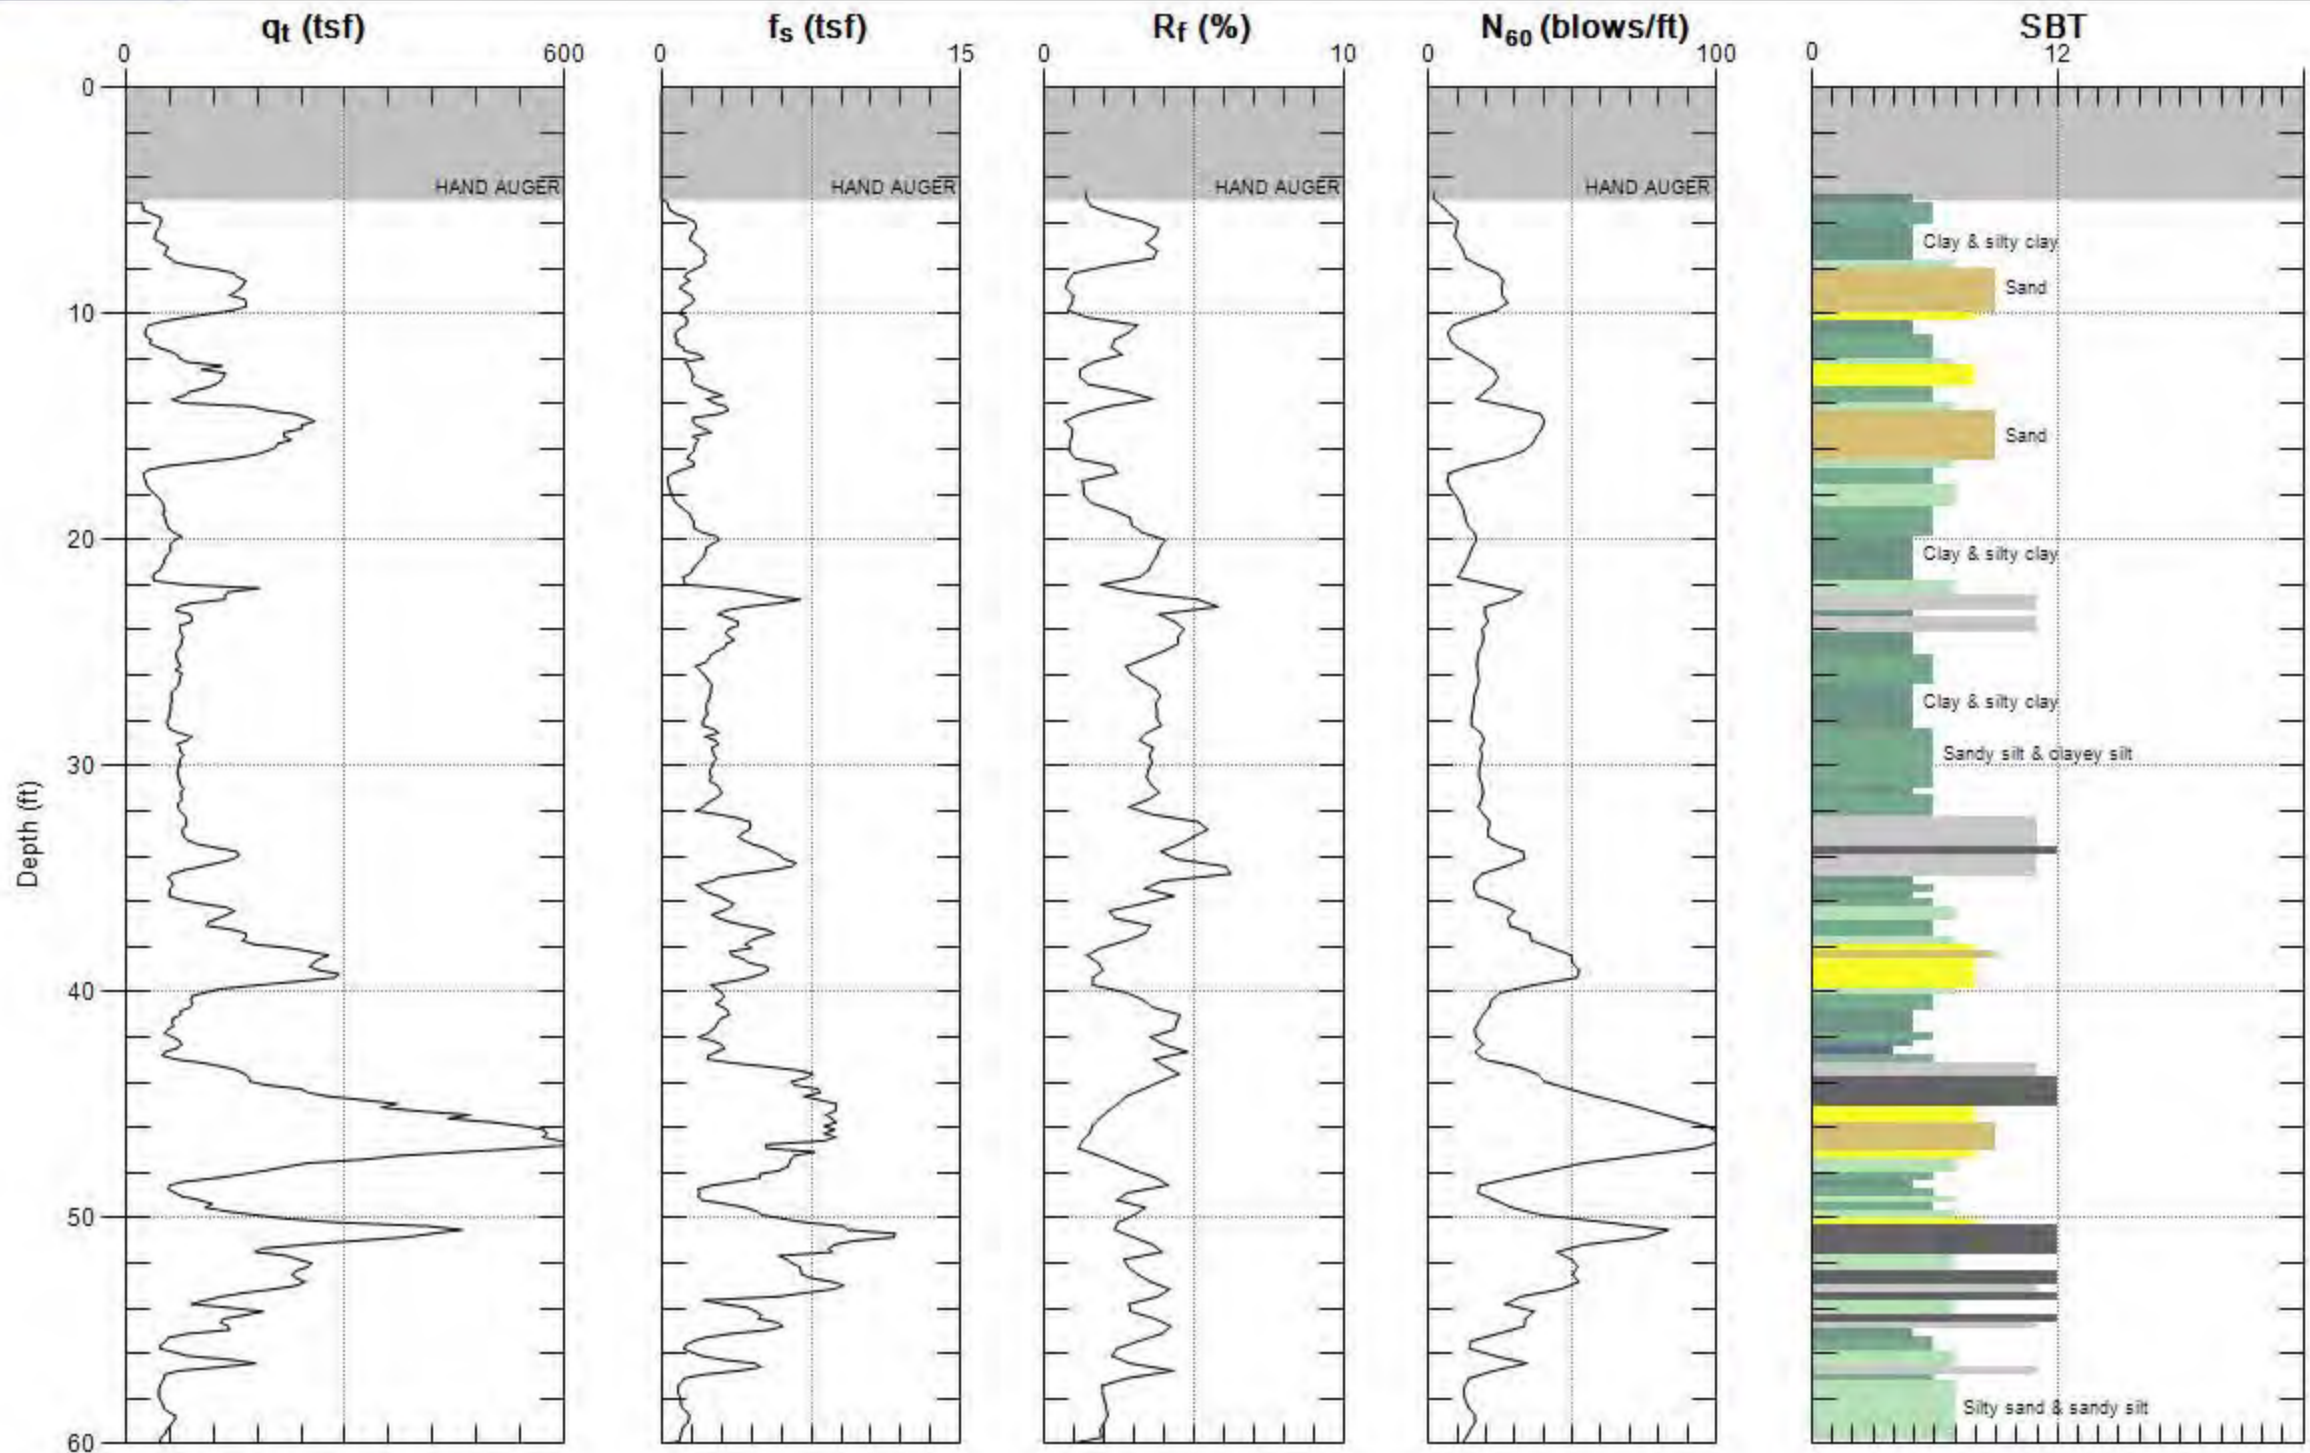 qt (tsf) fs (tsf) Rf (%) N60 (blows/ft) SBT
0 600 0 15 0 10 0 100 0 12
0
HAND AUGER HAND AUGER HAND AUGER HAND AUGER
Clay & silty clay
Sand
10
Sand
20
Clay & silty clay
Clay & silty clay
Sandy silt & clayey silt
30
Depth (ft)
40
50
Silty sand & sandy silt
60